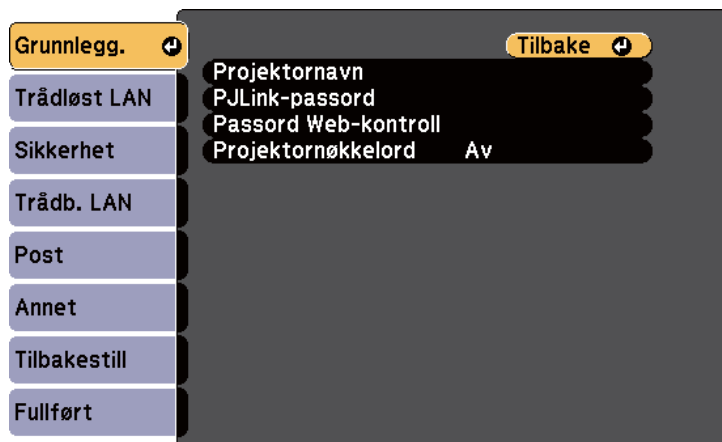 Grunnlegg.
Trådløst LAN
Sikkerhet
Trådb. LAN
Post
Annet
Tilbakestill
Fullført
Tilbake
Projektornavn
PJLink-passord
Passord Web-kontroll
Projektornøkkelord Av